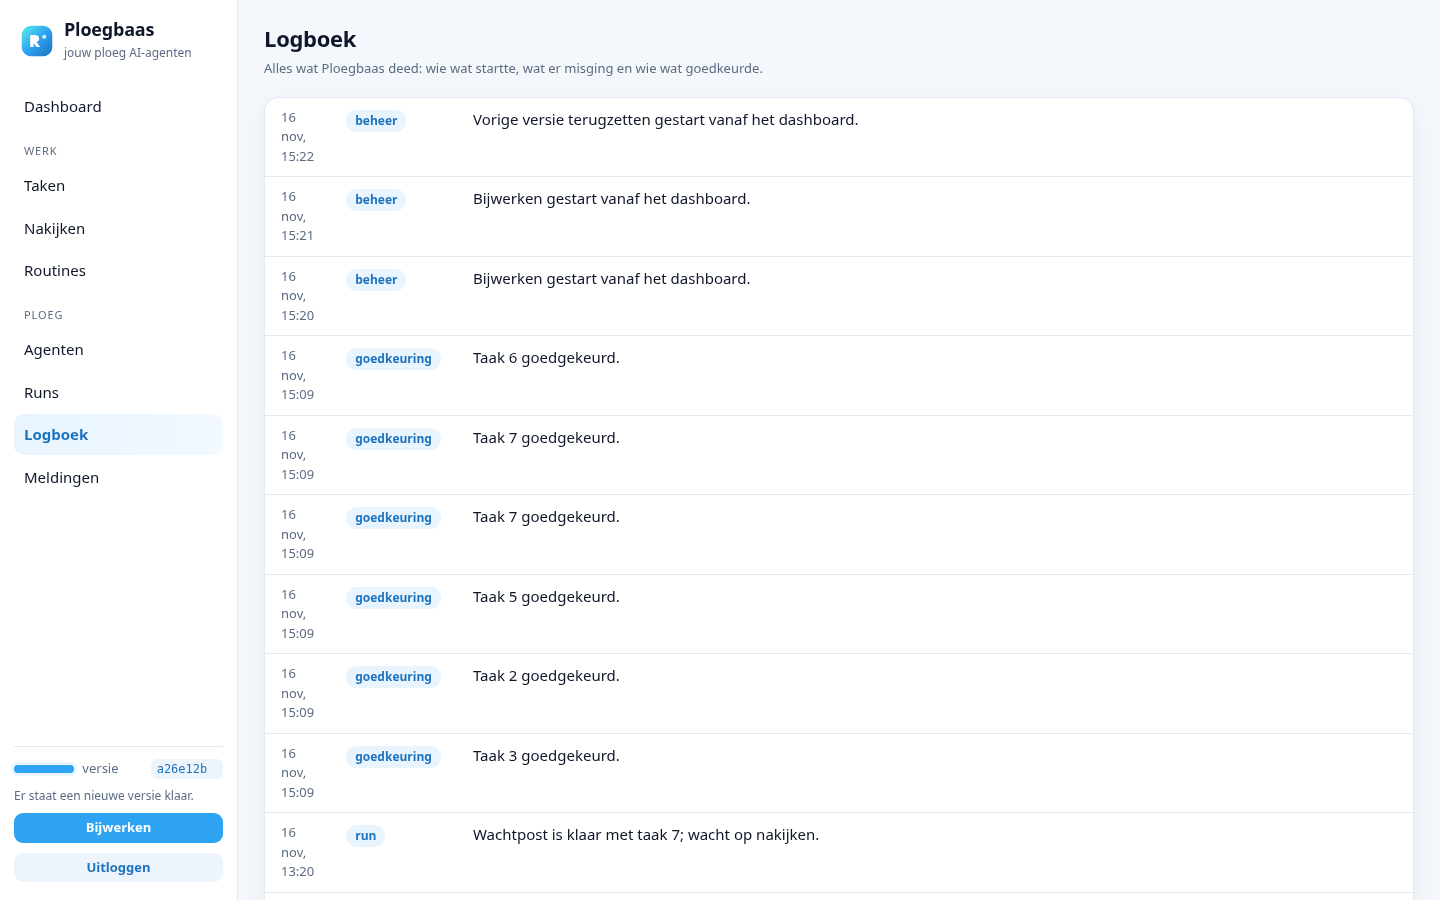 R
Ploegbaas
jouw ploeg AI-agenten
Dashboard
WERK
Taken
Nakijken
Routines
PLOEG
Agenten
Runs
Logboek
Meldingen
versie a26e12b
Er staat een nieuwe versie klaar.
Bijwerken
Uitloggen
Logboek
Alles wat Ploegbaas deed: wie wat startte, wat er misging en wie wat goedkeurde.
16 nov, 15:22 beheer Vorige versie terugzetten gestart vanaf het dashboard.
16 nov, 15:21 beheer Bijwerken gestart vanaf het dashboard.
16 nov, 15:20 beheer Bijwerken gestart vanaf het dashboard.
16 nov, 15:09 goedkeuring Taak 6 goedgekeurd.
16 nov, 15:09 goedkeuring Taak 7 goedgekeurd.
16 nov, 15:09 goedkeuring Taak 7 goedgekeurd.
16 nov, 15:09 goedkeuring Taak 5 goedgekeurd.
16 nov, 15:09 goedkeuring Taak 2 goedgekeurd.
16 nov, 15:09 goedkeuring Taak 3 goedgekeurd.
16 nov, 13:20 run Wachtpost is klaar met taak 7; wacht op nakijken.